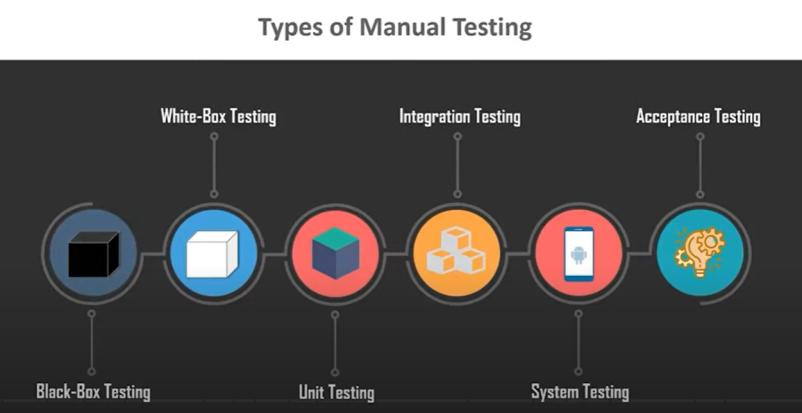 Types of Manual Testing
White-Box Testing
Integration Testing
Acceptance Testing
Black-Box Testing
Unit Testing
System Testing